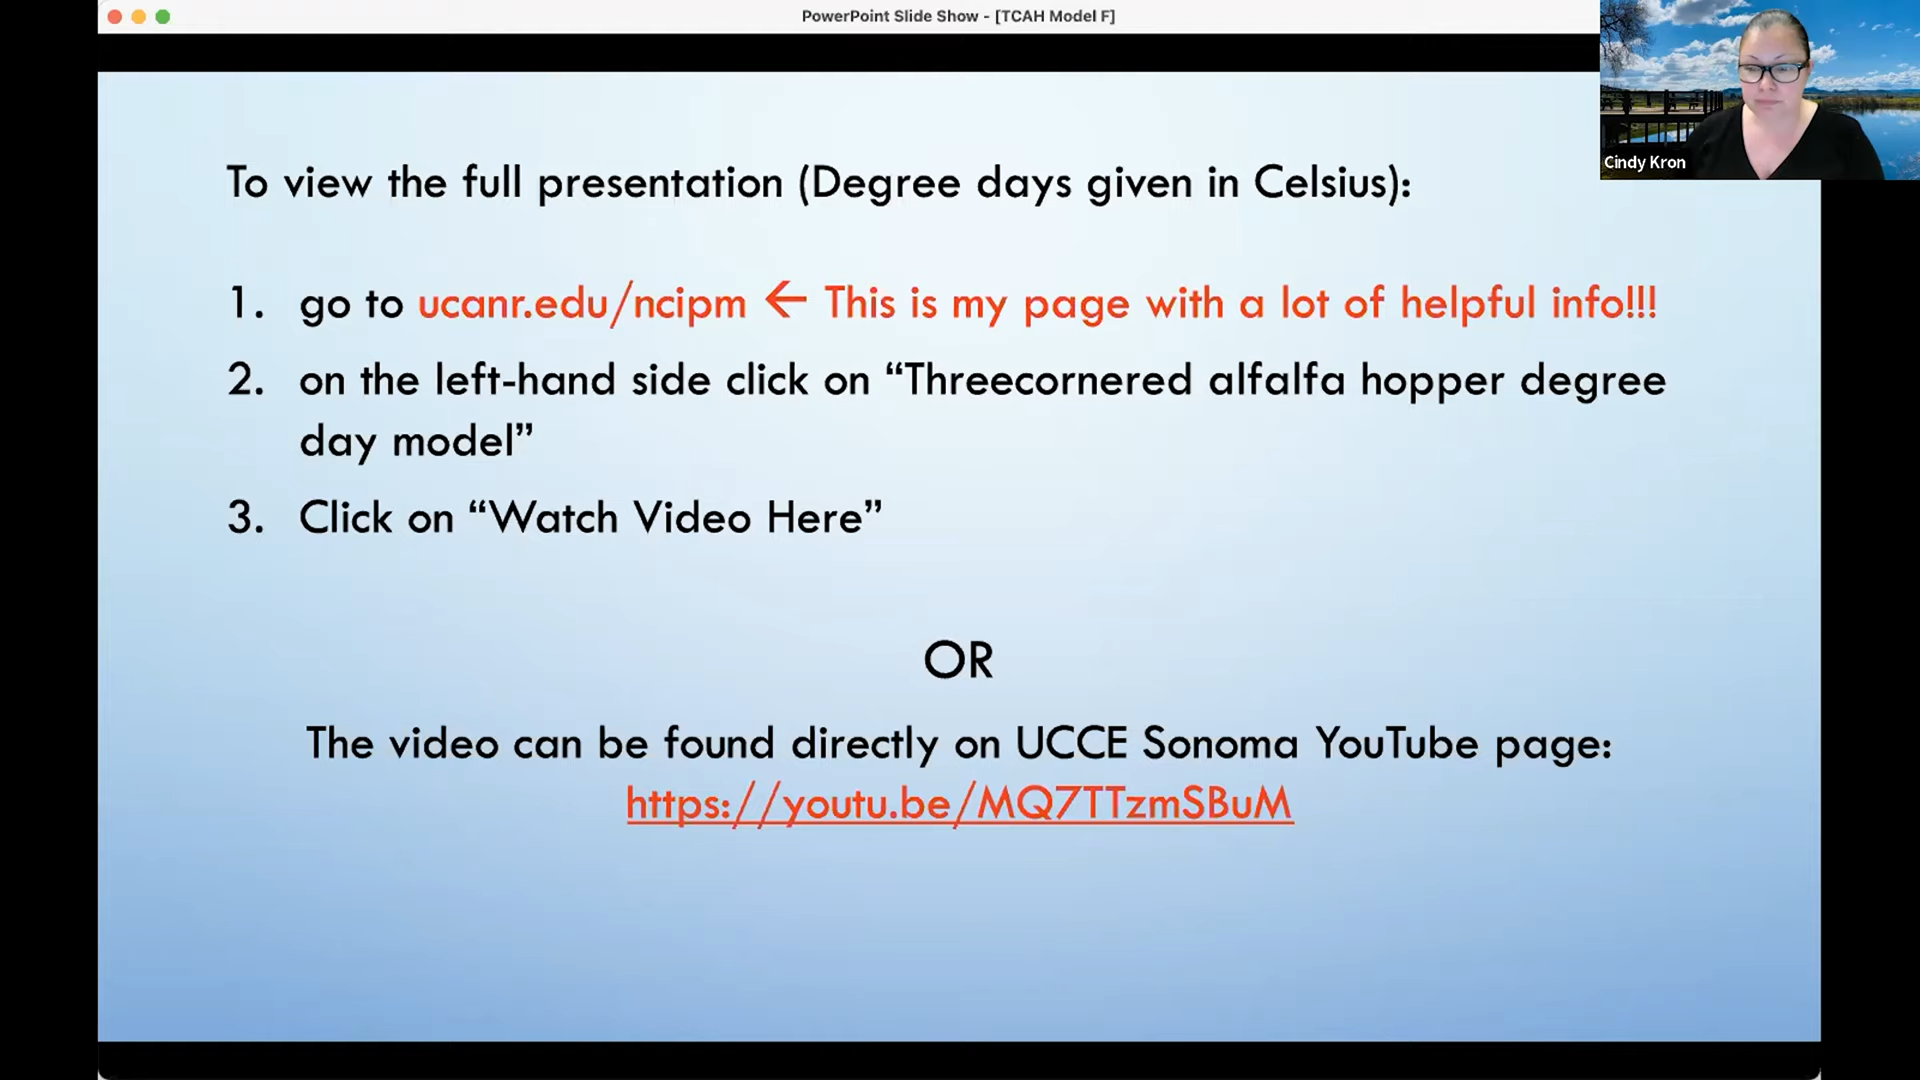 PowerPoint Slide Show - [TCAH Model F]
Cindy Kron
To view the full presentation (Degree days given in Celsius):
1. go to ucanr.edu/ncipm ← This is my page with a lot of helpful info!!!
2. on the left-hand side click on “Threecornered alfalfa hopper degree
day model”
3. Click on “Watch Video Here”
OR
The video can be found directly on UCCE Sonoma YouTube page:
https://youtu.be/MQ7TTzmSBuM